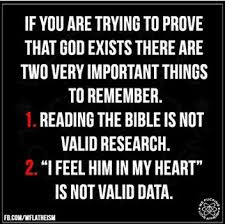 IF YOU ARE TRYING TO PROVE
THAT GOD EXISTS THERE ARE
TWO VERY IMPORTANT THINGS
TO REMEMBER.
1. READING THE BIBLE IS NOT
VALID RESEARCH.
2. "I FEEL HIM IN MY HEART"
IS NOT VALID DATA.
FB.COM/WFLATHEISM